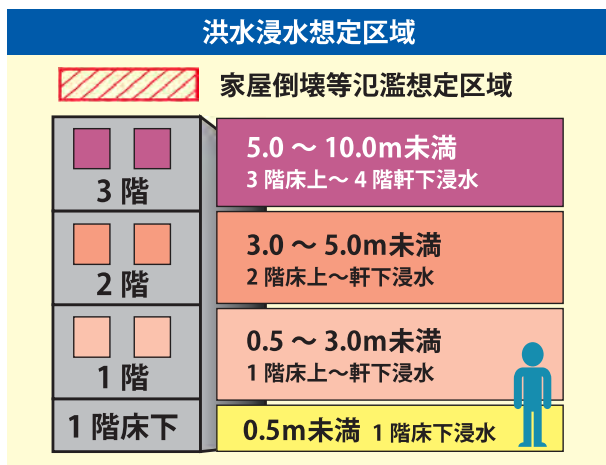 洪水浸水想定区域
家屋倒壊等氾濫想定区域
5.0 〜 10.0m未満
3 階床上〜 4 階軒下浸水
3 階
3.0 〜 5.0m未満
2 階床上〜軒下浸水
2 階
0.5 〜 3.0m未満
1 階床上〜軒下浸水
1 階
1 階床下
0.5m未満 1 階床下浸水